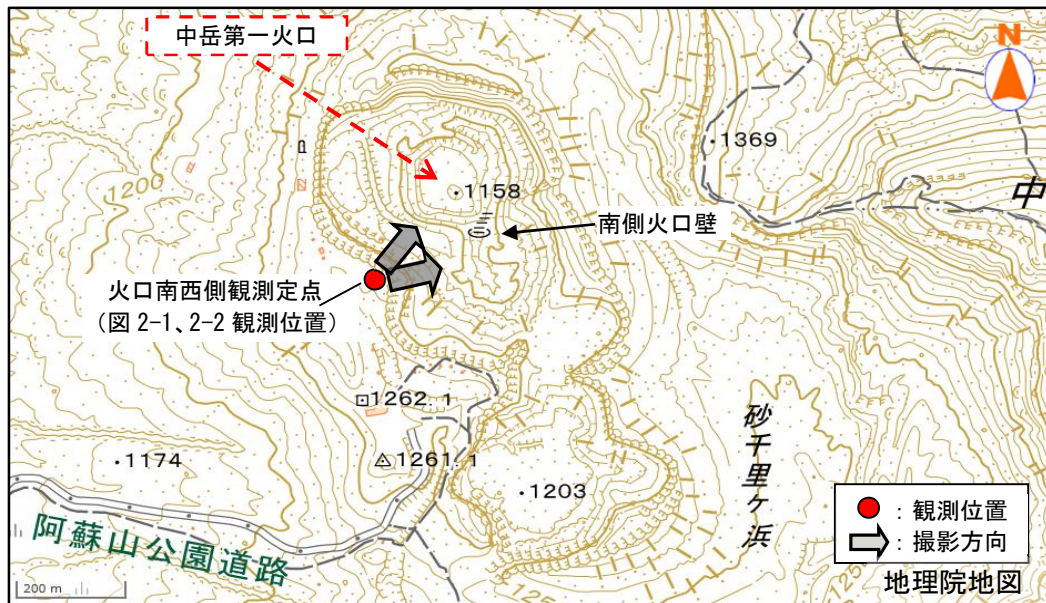 中岳第一火口
N
1369
1200
1158
中
南側火口壁
火口南西側観測定点
(図 2-1、2-2 観測位置)
1262.1
砂千里ヶ浜
1174
1261.1
1203
:観測位置
:撮影方向
阿蘇山公園道路
地理院地図
200 m
125